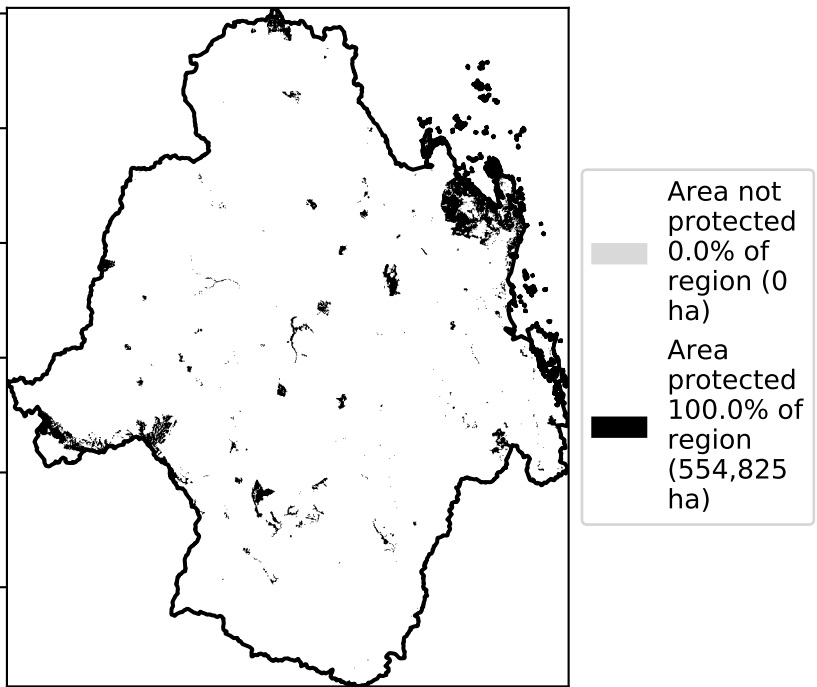 Area not
protected
0.0% of
region (0
ha)
Area
protected
100.0% of
region
(554,825
ha)